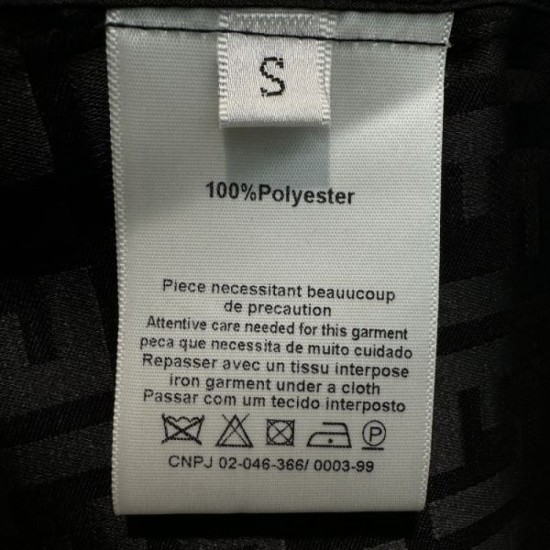 S
100%Polyester
Piece necessitant beauucoup
de precaution
Attentive care needed for this garment
peca que necessita de muito cuidado
Repasser avec un tissu interpose
iron garment under a cloth
Passar com um tecido interposto
P
CNPJ 02-046-366/ 0003-99